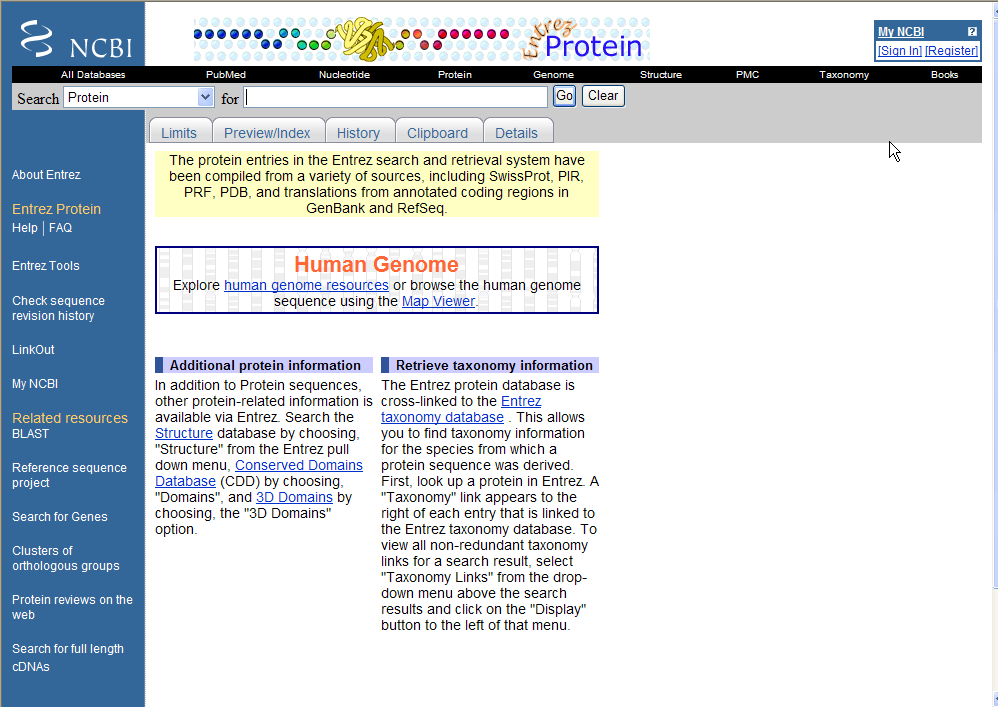 NCBI
Entrez
Protein
My NCBI ?
[Sign In] [Register]
All Databases PubMed Nucleotide Protein Genome Structure PMC Taxonomy Books
Search Protein for Go Clear
Limits Preview/Index History Clipboard Details
About Entrez
Entrez Protein
Help | FAQ
Entrez Tools
Check sequence
revision history
LinkOut
My NCBI
Related resources
BLAST
Reference sequence
project
Search for Genes
Clusters of
orthologous groups
Protein reviews on the
web
Search for full length
cDNAs
The protein entries in the Entrez search and retrieval system have
been compiled from a variety of sources, including SwissProt, PIR,
PRF, PDB, and translations from annotated coding regions in
GenBank and RefSeq.
Human Genome
Explore human genome resources or browse the human genome
sequence using the Map Viewer.
Additional protein information
In addition to Protein sequences,
other protein-related information is
available via Entrez. Search the
Structure database by choosing,
"Structure" from the Entrez pull
down menu, Conserved Domains
Database (CDD) by choosing,
"Domains", and 3D Domains by
choosing, the "3D Domains"
option.
Retrieve taxonomy information
The Entrez protein database is
cross-linked to the Entrez
taxonomy database . This allows
you to find taxonomy information
for the species from which a
protein sequence was derived.
First, look up a protein in Entrez. A
"Taxonomy" link appears to the
right of each entry that is linked to
the Entrez taxonomy database. To
view all non-redundant taxonomy
links for a search result, select
"Taxonomy Links" from the drop-
down menu above the search
results and click on the "Display"
button to the left of that menu.